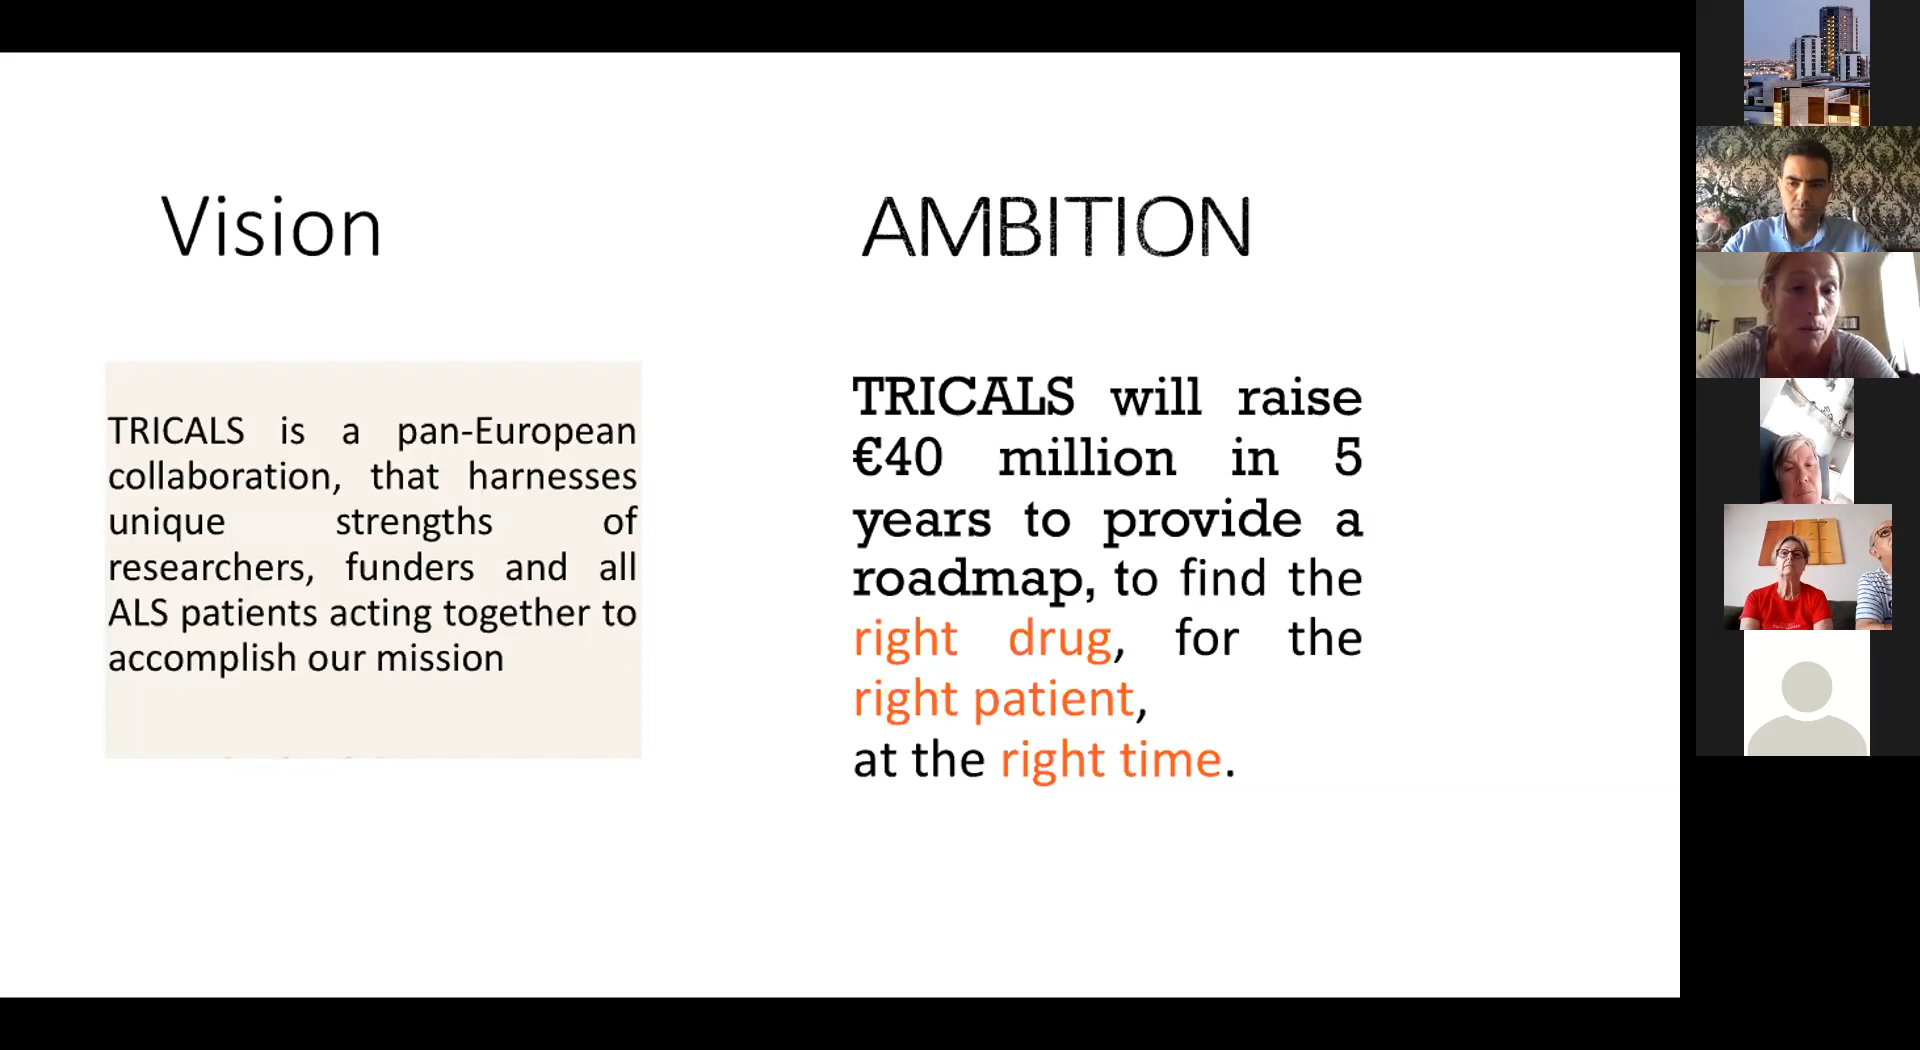 Vision
TRICALS is a pan-European
collaboration, that harnesses
unique strengths of
researchers, funders and all
ALS patients acting together to
accomplish our mission
AMBITION
TRICALS will raise
€40 million in 5
years to provide a
roadmap, to find the
right drug, for the
right patient,
at the right time.